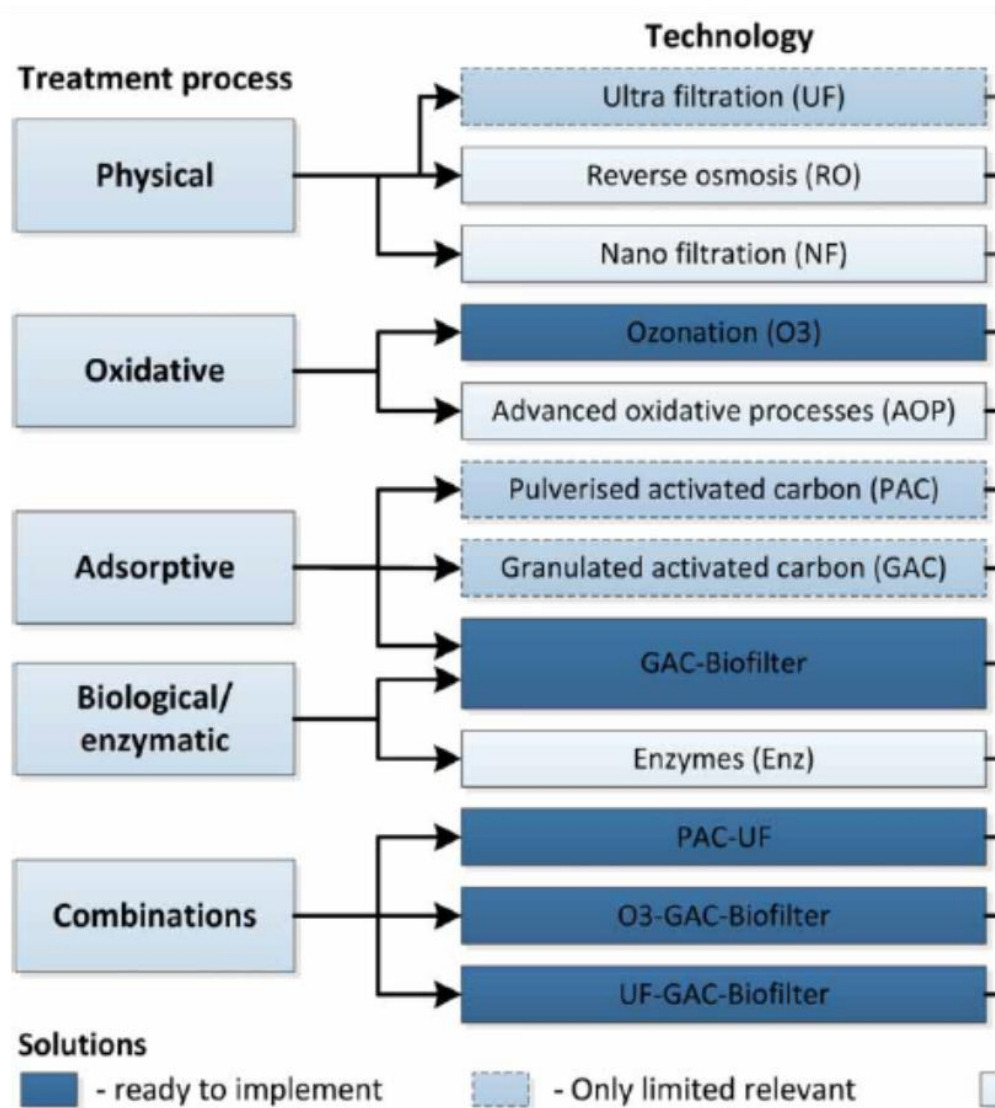 Technology
Treatment process
Ultra filtration (UF)
Physical
Reverse osmosis (RO)
Nano filtration (NF)
Ozonation (O3)
Oxidative
Advanced oxidative processes (AOP)
Pulverised activated carbon (PAC)
Adsorptive
Granulated activated carbon (GAC)
GAC-Biofilter
Biological/
enzymatic
Enzymes (Enz)
PAC-UF
Combinations
O3-GAC-Biofilter
UF-GAC-Biofilter
Solutions
- ready to implement
- Only limited relevant